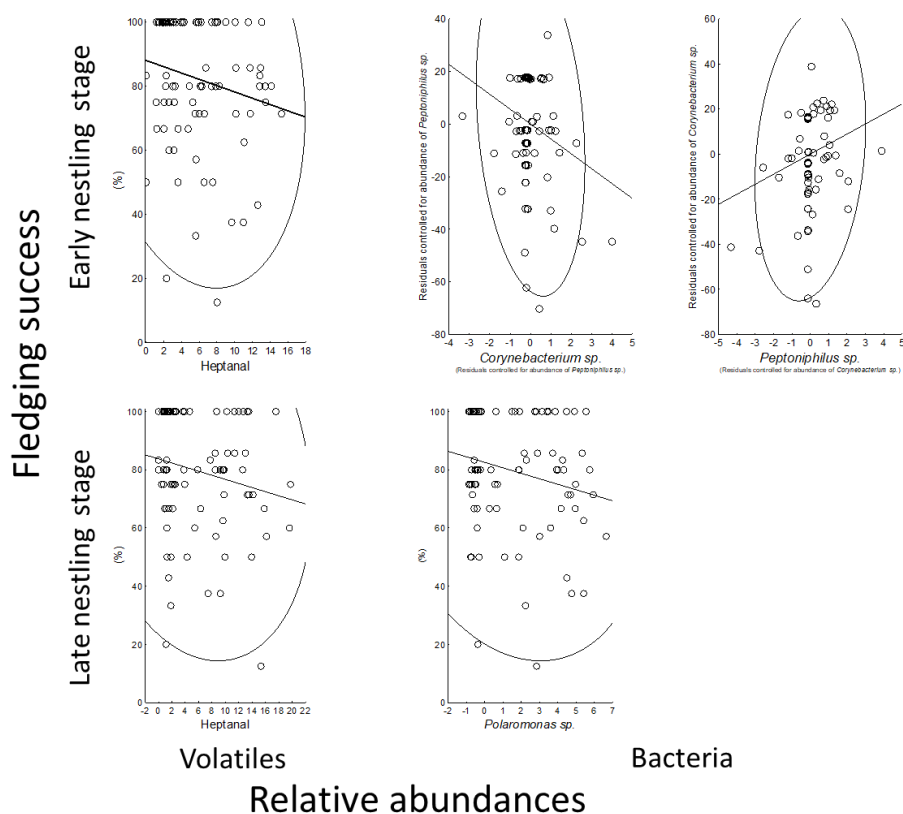 Fledging success
Early nestling stage
(%)
100
80
60
40
20
0
0 2 4 6 8 10 12 14 16 18
Heptanal
Residuals controlled for abundance of Peptoniphilus sp.
40
20
0
-20
-40
-60
-80
-4 -3 -2 -1 0 1 2 3 4 5
Corynebacterium sp.
(Residuals controlled for abundance of Peptoniphilus sp.)
Residuals controlled for abundance of Corynebacterium sp.
60
40
20
0
-20
-40
-60
-80
-5 -4 -3 -2 -1 0 1 2 3 4 5
Peptoniphilus sp.
(Residuals controlled for abundance of Corynebacterium sp.)
Late nestling stage
(%)
100
80
60
40
20
0
-2 0 2 4 6 8 10 12 14 16 18 20 22
Heptanal
(%)
100
80
60
40
20
0
-2 -1 0 1 2 3 4 5 6 7
Polaromonas sp.
Volatiles
Bacteria
Relative abundances